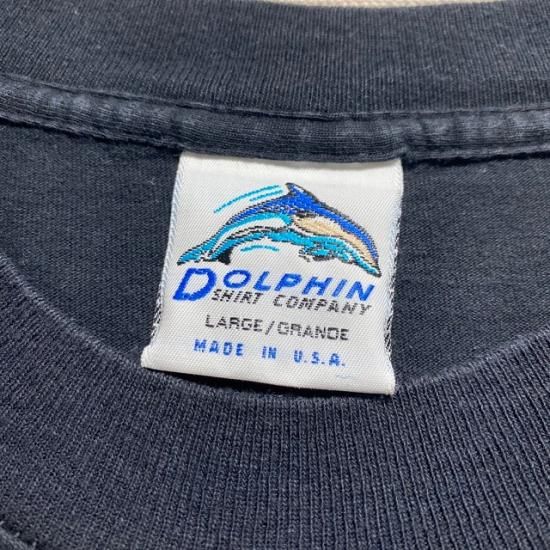 DOLPHIN
SHIRT COMPANY
LARGE/GRANDE
MADE IN U.S.A.